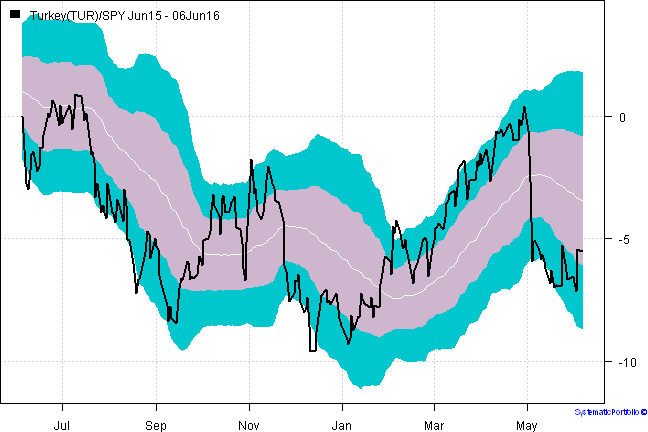 Turkey(TUR)/SPY Jun15 - 06Jun16
0
-5
-10
Jul Sep Nov Jan Mar May
SystematicPortfolio ©